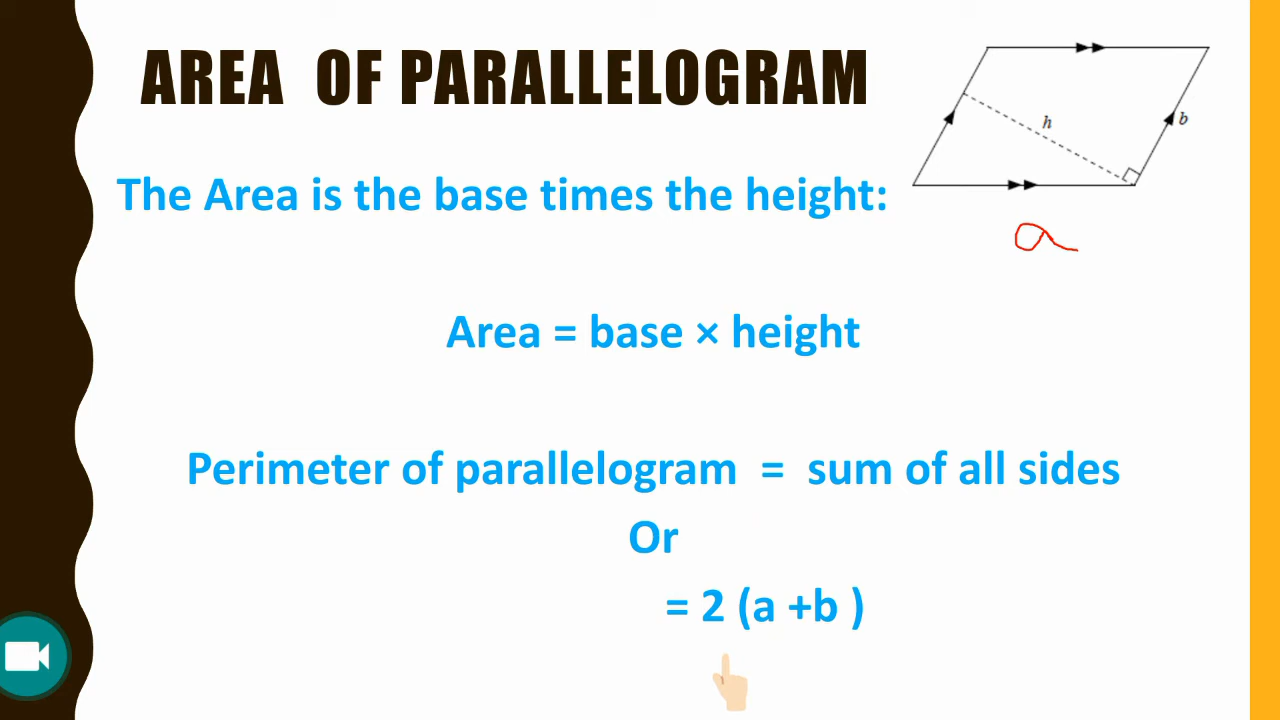 AREA OF PARALLELOGRAM
h
b
The Area is the base times the height:
a
Area = base × height
Perimeter of parallelogram = sum of all sides
Or
= 2 (a +b )